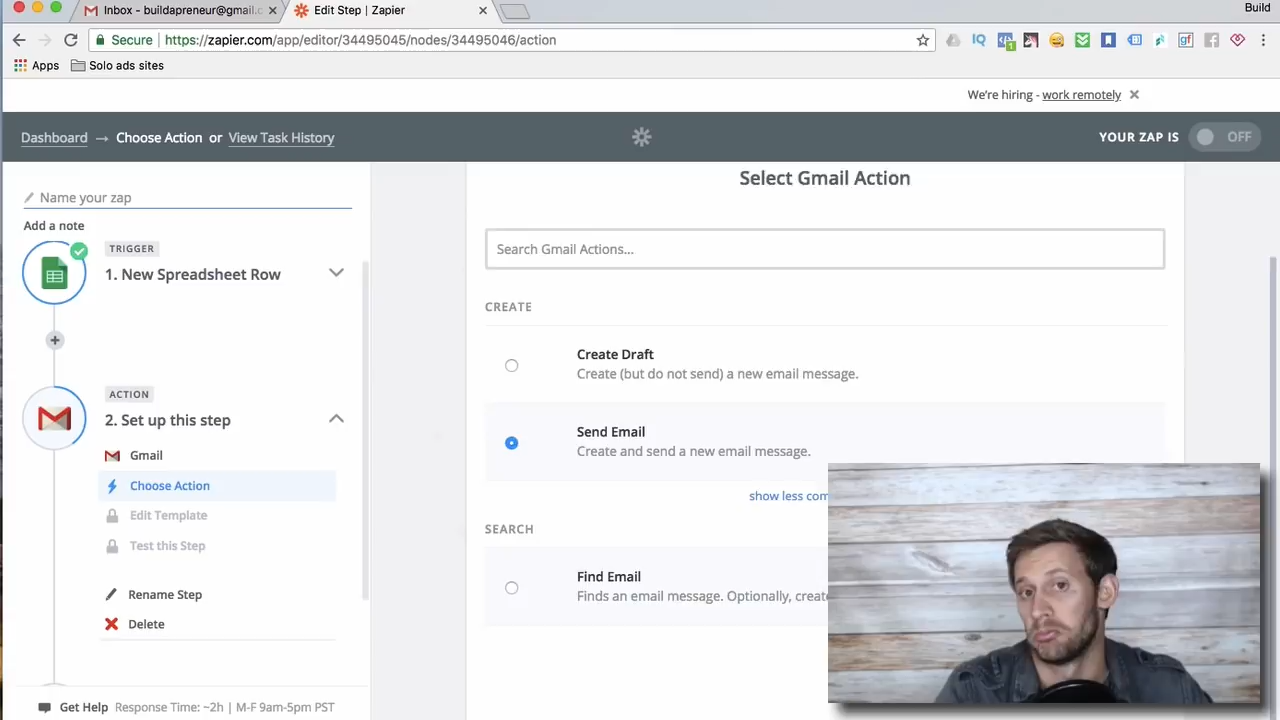 Inbox - buildapreneur@gmail.c
Edit Step | Zapier
Build
Secure
https://zapier.com/app/editor/34495045/nodes/34495046/action
IQ
1
gf
Apps
Solo ads sites
We're hiring - work remotely
Dashboard → Choose Action or View Task History
YOUR ZAP IS OFF
Name your zap
Add a note
TRIGGER
1. New Spreadsheet Row
ACTION
2. Set up this step
Gmail
Choose Action
Edit Template
Test this Step
Rename Step
Delete
Get Help Response Time: ~2h | M-F 9am-5pm PST
Select Gmail Action
Search Gmail Actions...
CREATE
Create Draft
Create (but do not send) a new email message.
Send Email
Create and send a new email message.
show less com
SEARCH
Find Email
Finds an email message. Optionally, create